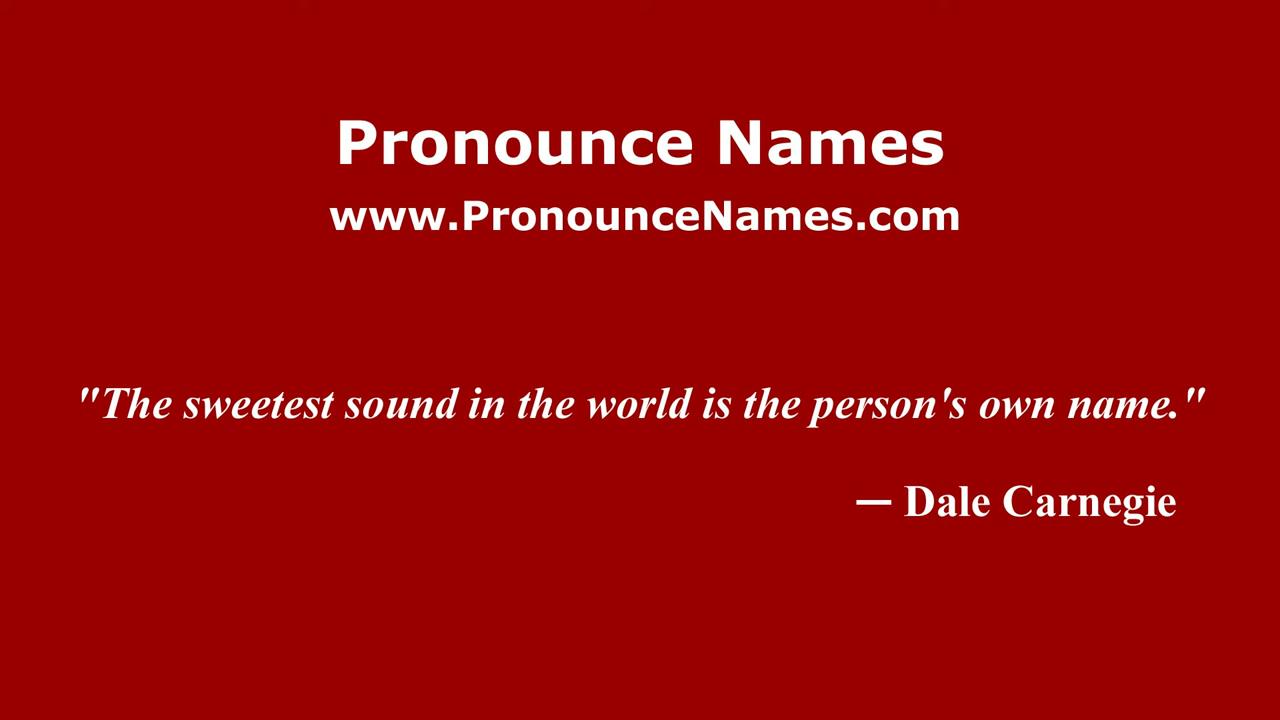 Pronounce Names
www.PronounceNames.com
"The sweetest sound in the world is the person's own name."
— Dale Carnegie